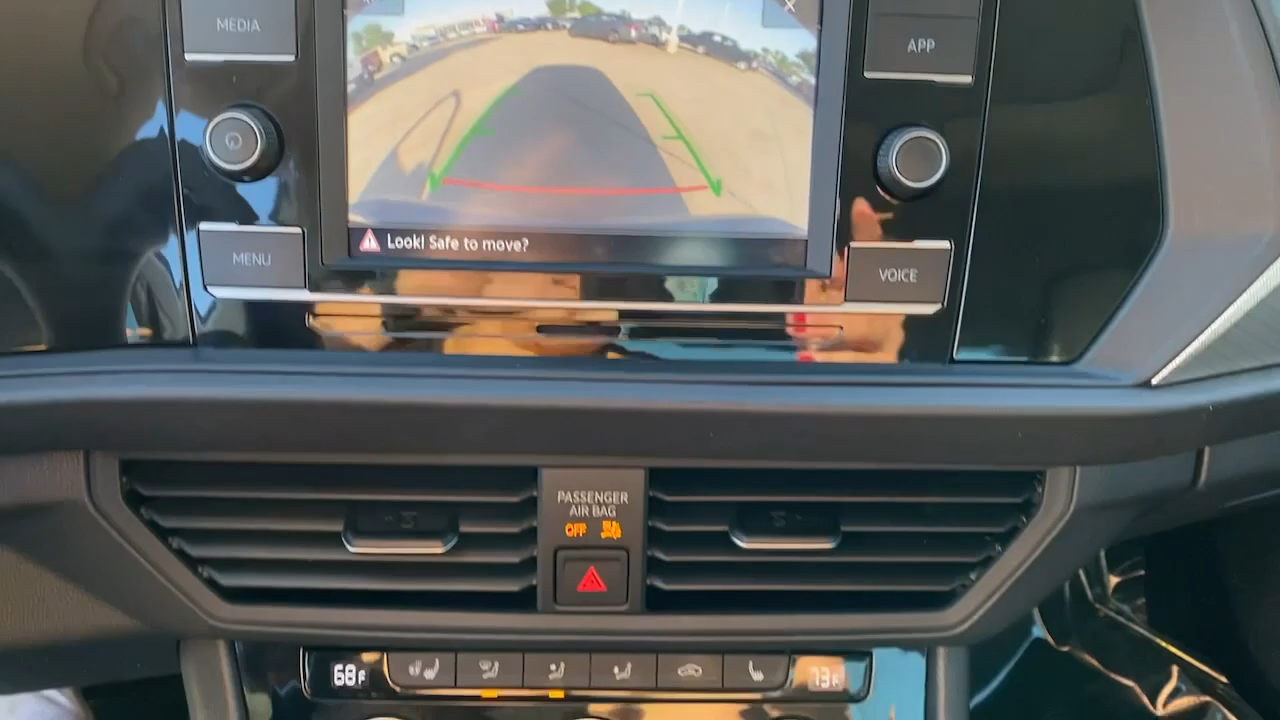 MEDIA
APP
MENU
Look! Safe to move?
VOICE
PASSENGER
AIR BAG
OFF
68F
73F